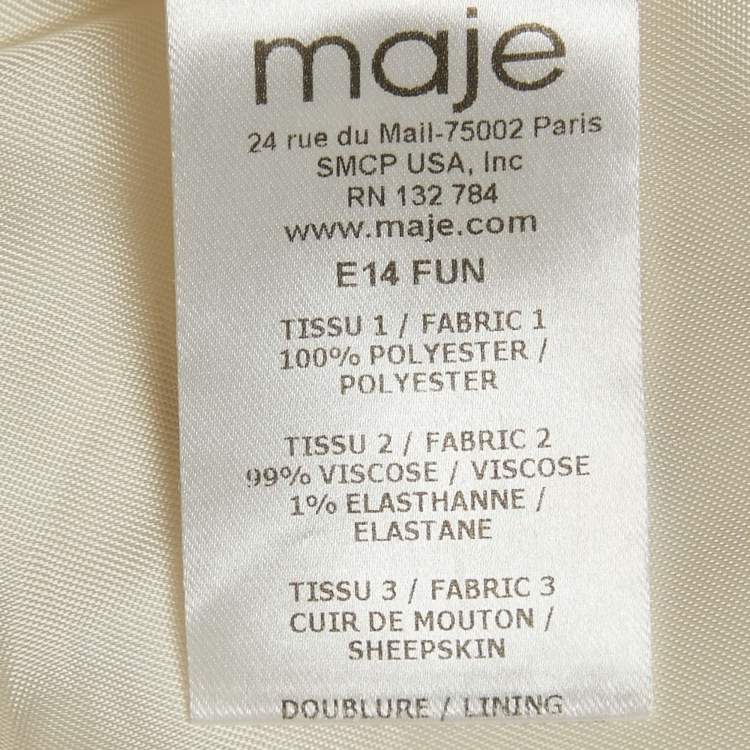 maje
24 rue du Mail-75002 Paris
SMCP USA, Inc
RN 132 784
www.maje.com
E14 FUN
TISSU 1 / FABRIC 1
100% POLYESTER /
POLYESTER
TISSU 2 / FABRIC 2
99% VISCOSE / VISCOSE
1% ELASTHANNE /
ELASTANE
TISSU 3 / FABRIC 3
CUIR DE MOUTON /
SHEEPSKIN
DOUBLURE / LINING